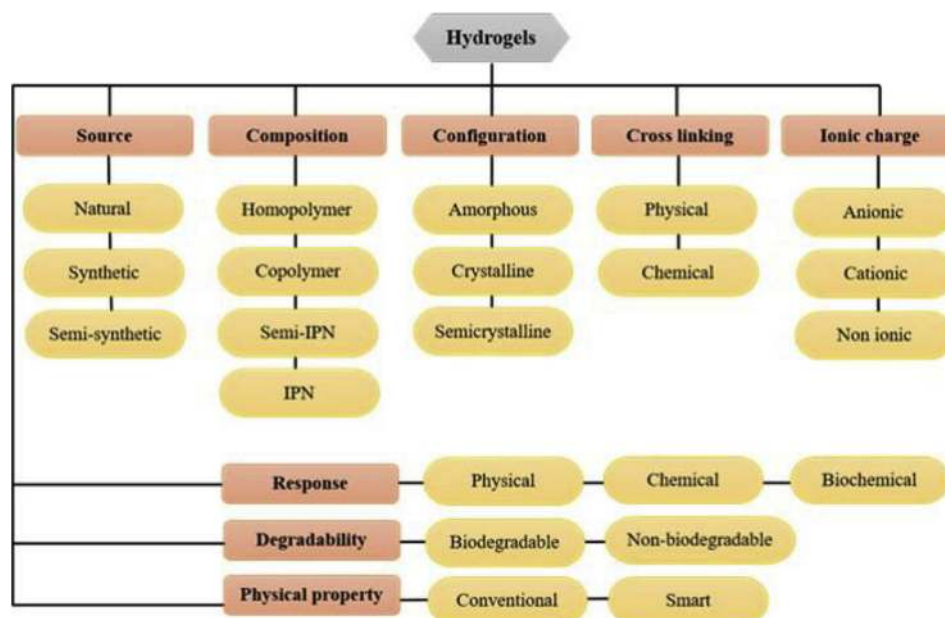 Hydrogels
Source
Composition
Configuration
Cross linking
Ionic charge
Natural
Homopolymer
Amorphous
Physical
Anionic
Synthetic
Copolymer
Crystalline
Chemical
Cationic
Semi-synthetic
Semi-IPN
Semicrystalline
Non ionic
IPN
Response
Physical
Chemical
Biochemical
Degradability
Biodegradable
Non-biodegradable
Physical property
Conventional
Smart